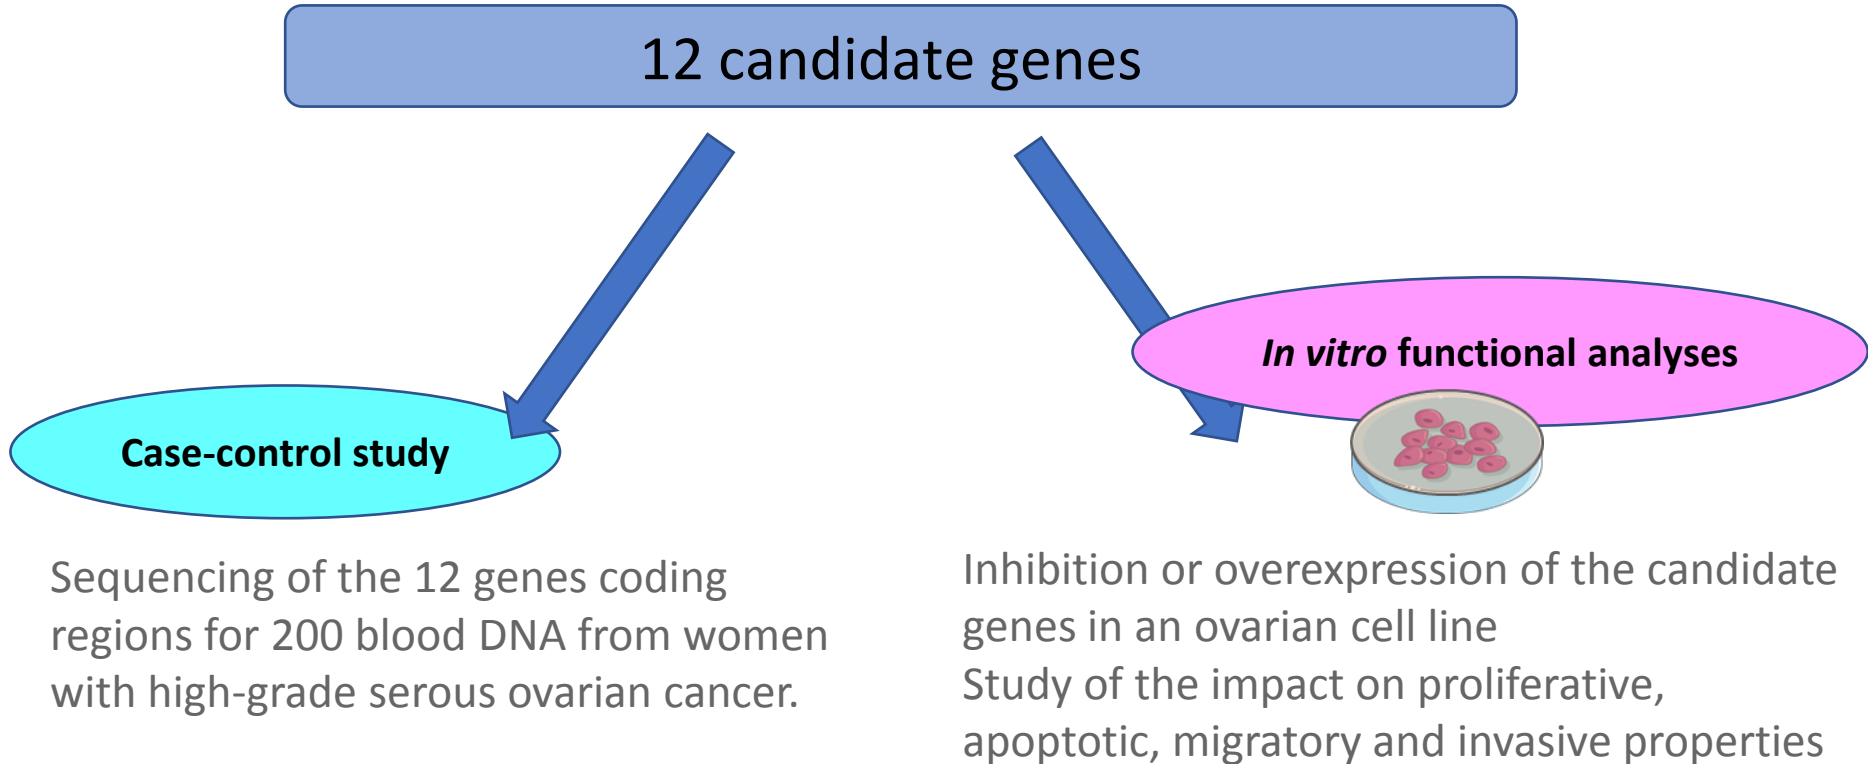 12 candidate genes
Case-control study
Sequencing of the 12 genes coding
regions for 200 blood DNA from women
with high-grade serous ovarian cancer.
In vitro functional analyses
Inhibition or overexpression of the candidate
genes in an ovarian cell line
Study of the impact on proliferative,
apoptotic, migratory and invasive properties